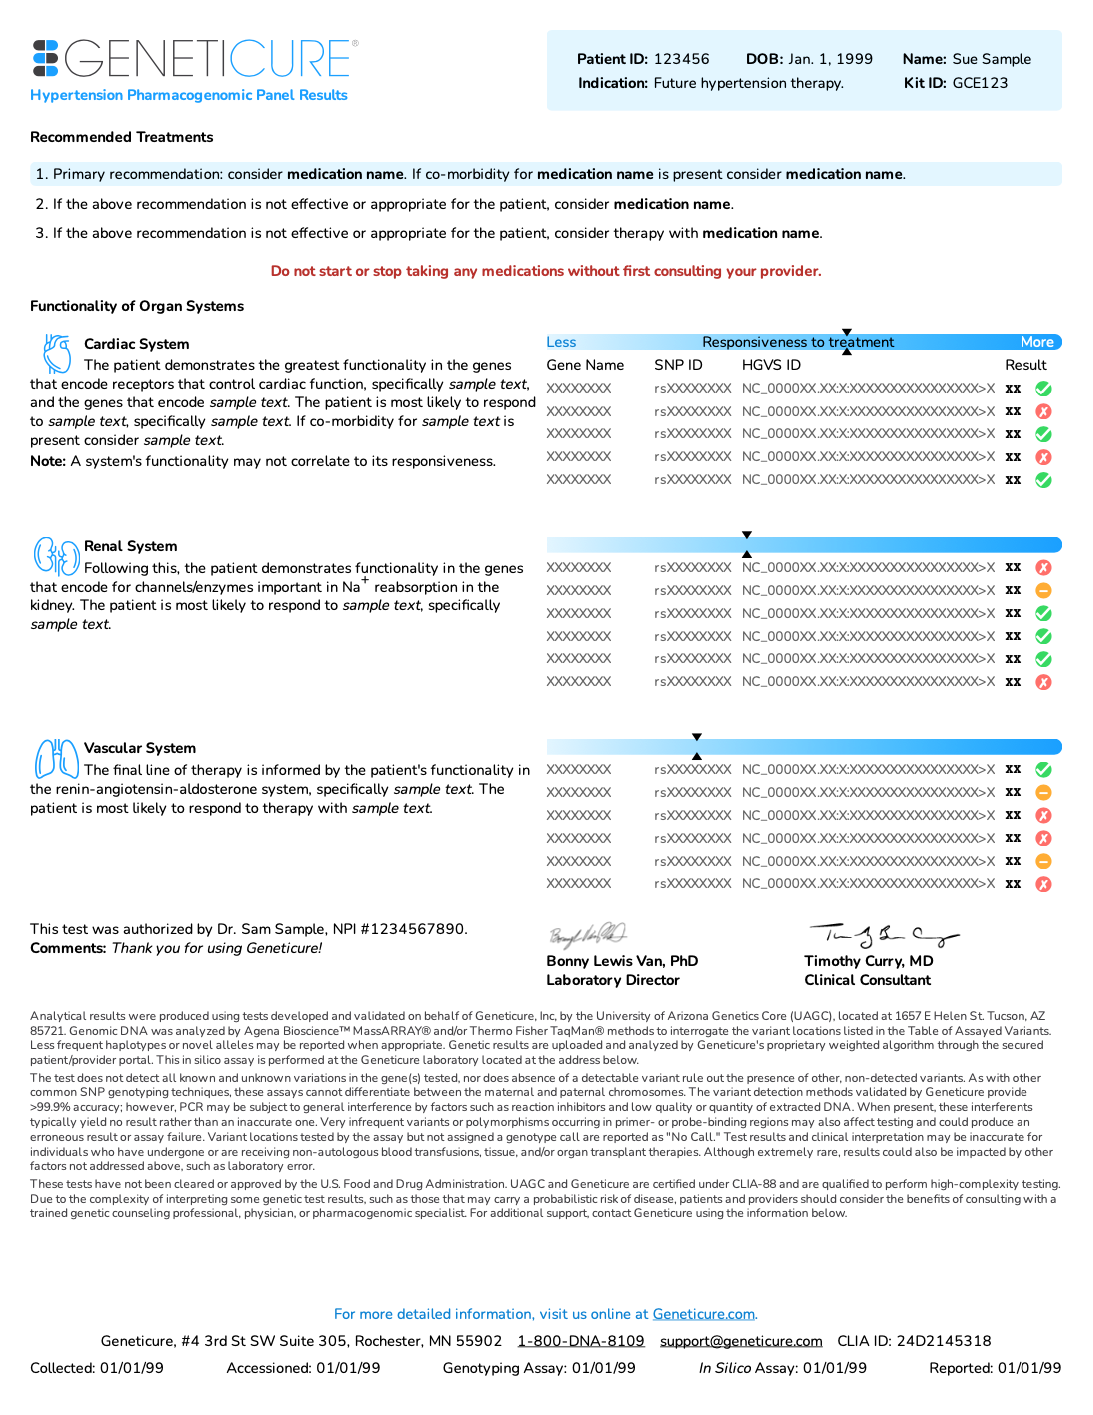 GENETICURE®
Hypertension Pharmacogenomic Panel Results
Patient ID: 123456 DOB: Jan. 1, 1999 Name: Sue Sample
Indication: Future hypertension therapy. Kit ID: GCE123
Recommended Treatments
1. Primary recommendation: consider medication name. If co-morbidity for medication name is present consider medication name.
2. If the above recommendation is not effective or appropriate for the patient, consider medication name.
3. If the above recommendation is not effective or appropriate for the patient, consider therapy with medication name.
Do not start or stop taking any medications without first consulting your provider.
Functionality of Organ Systems
Cardiac System
The patient demonstrates the greatest functionality in the genes
that encode receptors that control cardiac function, specifically sample text,
and the genes that encode sample text. The patient is most likely to respond
to sample text, specifically sample text. If co-morbidity for sample text is
present consider sample text.
Note: A system's functionality may not correlate to its responsiveness.
Less Responsiveness to treatment More
Gene Name SNP ID HGVS ID Result
XXXXXXXX rsXXXXXXXX NC_0000XX.XX:X:XXXXXXXXXXXXXXXX>X xx
XXXXXXXX rsXXXXXXXX NC_0000XX.XX:X:XXXXXXXXXXXXXXXX>X xx
XXXXXXXX rsXXXXXXXX NC_0000XX.XX:X:XXXXXXXXXXXXXXXX>X xx
XXXXXXXX rsXXXXXXXX NC_0000XX.XX:X:XXXXXXXXXXXXXXXX>X xx
XXXXXXXX rsXXXXXXXX NC_0000XX.XX:X:XXXXXXXXXXXXXXXX>X xx
Renal System
Following this, the patient demonstrates functionality in the genes
that encode for channels/enzymes important in Na+ reabsorption in the
kidney. The patient is most likely to respond to sample text, specifically
sample text.
XXXXXXXX rsXXXXXXXX NC_0000XX.XX:X:XXXXXXXXXXXXXXXX>X xx
XXXXXXXX rsXXXXXXXX NC_0000XX.XX:X:XXXXXXXXXXXXXXXX>X xx
XXXXXXXX rsXXXXXXXX NC_0000XX.XX:X:XXXXXXXXXXXXXXXX>X xx
XXXXXXXX rsXXXXXXXX NC_0000XX.XX:X:XXXXXXXXXXXXXXXX>X xx
XXXXXXXX rsXXXXXXXX NC_0000XX.XX:X:XXXXXXXXXXXXXXXX>X xx
XXXXXXXX rsXXXXXXXX NC_0000XX.XX:X:XXXXXXXXXXXXXXXX>X xx
Vascular System
The final line of therapy is informed by the patient's functionality in
the renin-angiotensin-aldosterone system, specifically sample text. The
patient is most likely to respond to therapy with sample text.
XXXXXXXX rsXXXXXXXX NC_0000XX.XX:X:XXXXXXXXXXXXXXXX>X xx
XXXXXXXX rsXXXXXXXX NC_0000XX.XX:X:XXXXXXXXXXXXXXXX>X xx
XXXXXXXX rsXXXXXXXX NC_0000XX.XX:X:XXXXXXXXXXXXXXXX>X xx
XXXXXXXX rsXXXXXXXX NC_0000XX.XX:X:XXXXXXXXXXXXXXXX>X xx
XXXXXXXX rsXXXXXXXX NC_0000XX.XX:X:XXXXXXXXXXXXXXXX>X xx
XXXXXXXX rsXXXXXXXX NC_0000XX.XX:X:XXXXXXXXXXXXXXXX>X xx
This test was authorized by Dr. Sam Sample, NPI #1234567890.
Comments: Thank you for using Geneticure!
Bonny Lewis Van, PhD
Laboratory Director
Timothy Curry, MD
Clinical Consultant
Analytical results were produced using tests developed and validated on behalf of Geneticure, Inc, by the University of Arizona Genetics Core (UAGC), located at 1657 E Helen St. Tucson, AZ
85721. Genomic DNA was analyzed by Agena Bioscience™ MassARRAY® and/or Thermo Fisher TaqMan® methods to interrogate the variant locations listed in the Table of Assayed Variants.
Less frequent haplotypes or novel alleles may be reported when appropriate. Genetic results are uploaded and analyzed by Geneticure's proprietary weighted algorithm through the secured
patient/provider portal. This in silico assay is performed at the Geneticure laboratory located at the address below.
The test does not detect all known and unknown variations in the gene(s) tested, nor does absence of a detectable variant rule out the presence of other, non-detected variants. As with other
common SNP genotyping techniques, these assays cannot differentiate between the maternal and paternal chromosomes. The variant detection methods validated by Geneticure provide
>99.9% accuracy; however, PCR may be subject to general interference by factors such as reaction inhibitors and low quality or quantity of extracted DNA. When present, these interferents
typically yield no result rather than an inaccurate one. Very infrequent variants or polymorphisms occurring in primer- or probe-binding regions may also affect testing and could produce an
erroneous result or assay failure. Variant locations tested by the assay but not assigned a genotype call are reported as "No Call." Test results and clinical interpretation may be inaccurate for
individuals who have undergone or are receiving non-autologous blood transfusions, tissue, and/or organ transplant therapies. Although extremely rare, results could also be impacted by other
factors not addressed above, such as laboratory error.
These tests have not been cleared or approved by the U.S. Food and Drug Administration. UAGC and Geneticure are certified under CLIA-88 and are qualified to perform high-complexity testing.
Due to the complexity of interpreting some genetic test results, such as those that may carry a probabilistic risk of disease, patients and providers should consider the benefits of consulting with a
trained genetic counseling professional, physician, or pharmacogenomic specialist. For additional support, contact Geneticure using the information below.
For more detailed information, visit us online at Geneticure.com.
Geneticure, #4 3rd St SW Suite 305, Rochester, MN 55902 1-800-DNA-8109 support@geneticure.com CLIA ID: 24D2145318
Collected: 01/01/99 Accessioned: 01/01/99 Genotyping Assay: 01/01/99 In Silico Assay: 01/01/99 Reported: 01/01/99